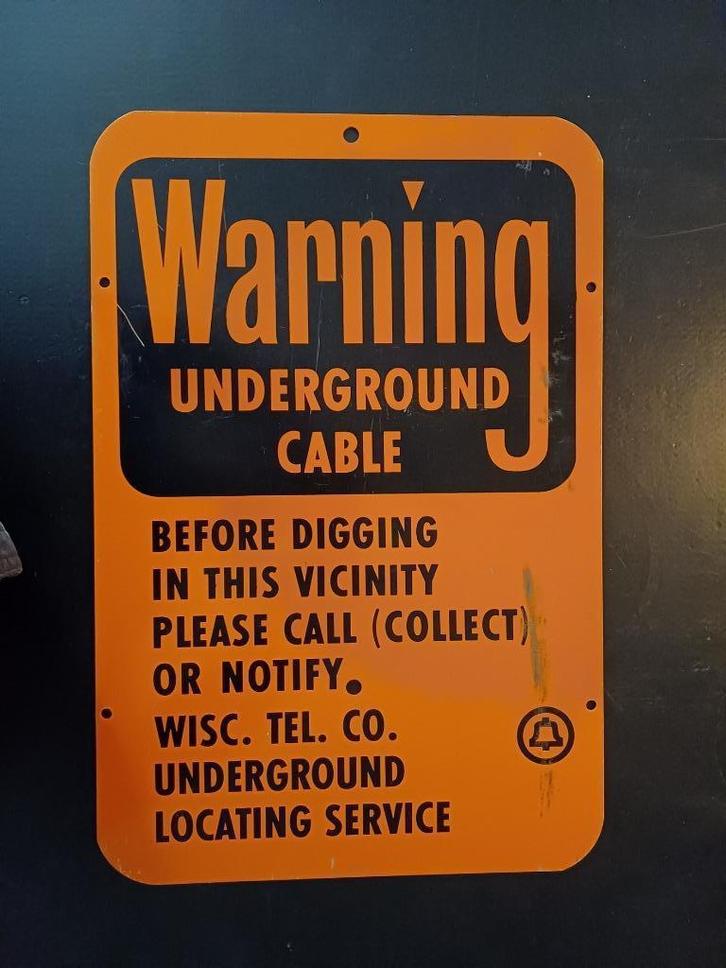 Warning
UNDERGROUND
CABLE
BEFORE DIGGING
IN THIS VICINITY
PLEASE CALL (COLLECT)
OR NOTIFY.
WISC. TEL. CO.
UNDERGROUND
LOCATING SERVICE